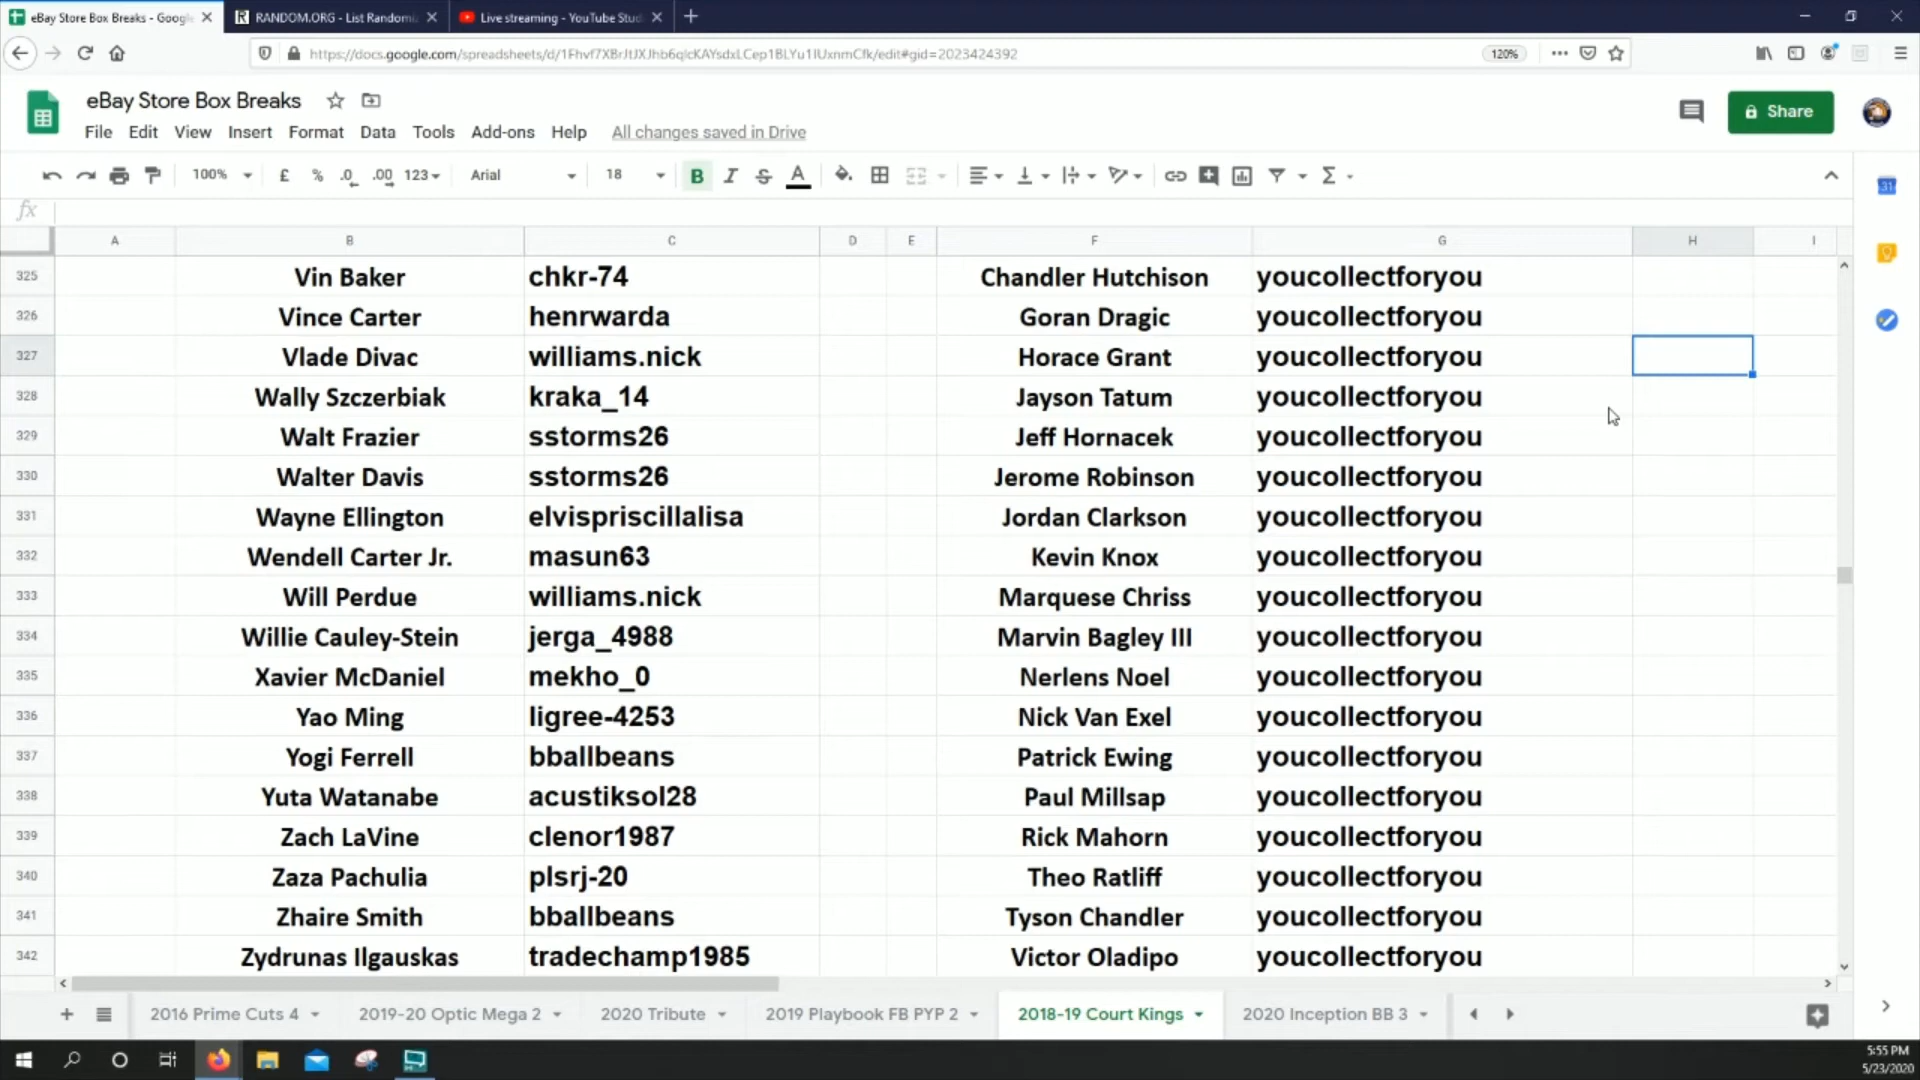 eBay Store Box Breaks - Googl
RANDOM.ORG - List Randomi
Live streaming - YouTube Stud
docs.google.com/spreadsheets/d/
edit#gid=2023424392
120%
eBay Store Box Breaks
File Edit View Insert Format Data Tools Add-ons Help All changes saved in Drive
Share
100% £ % .0 .00 123 Arial 18 B I S A
fx
A B C D E F G H I
325 Vin Baker chkr-74 Chandler Hutchison youcollectforyou
326 Vince Carter henrwarda Goran Dragic youcollectforyou
327 Vlade Divac williams.nick Horace Grant youcollectforyou
328 Wally Szczerbiak kraka_14 Jayson Tatum youcollectforyou
329 Walt Frazier sstorms26 Jeff Hornacek youcollectforyou
330 Walter Davis sstorms26 Jerome Robinson youcollectforyou
331 Wayne Ellington elvispriscillalisa Jordan Clarkson youcollectforyou
332 Wendell Carter Jr. masun63 Kevin Knox youcollectforyou
333 Will Perdue williams.nick Marquese Chriss youcollectforyou
334 Willie Cauley-Stein jerga_4988 Marvin Bagley III youcollectforyou
335 Xavier McDaniel mekho_0 Nerlens Noel youcollectforyou
336 Yao Ming ligree-4253 Nick Van Exel youcollectforyou
337 Yogi Ferrell bballbeans Patrick Ewing youcollectforyou
338 Yuta Watanabe acustiksol28 Paul Millsap youcollectforyou
339 Zach LaVine clenor1987 Rick Mahorn youcollectforyou
340 Zaza Pachulia plsrj-20 Theo Ratliff youcollectforyou
341 Zhaire Smith bballbeans Tyson Chandler youcollectforyou
342 Zydrunas Ilgauskas tradechamp1985 Victor Oladipo youcollectforyou
2016 Prime Cuts 4 2019-20 Optic Mega 2 2020 Tribute 2019 Playbook FB PYP 2 2018-19 Court Kings 2020 Inception BB 3
5:55 PM
5/23/2020